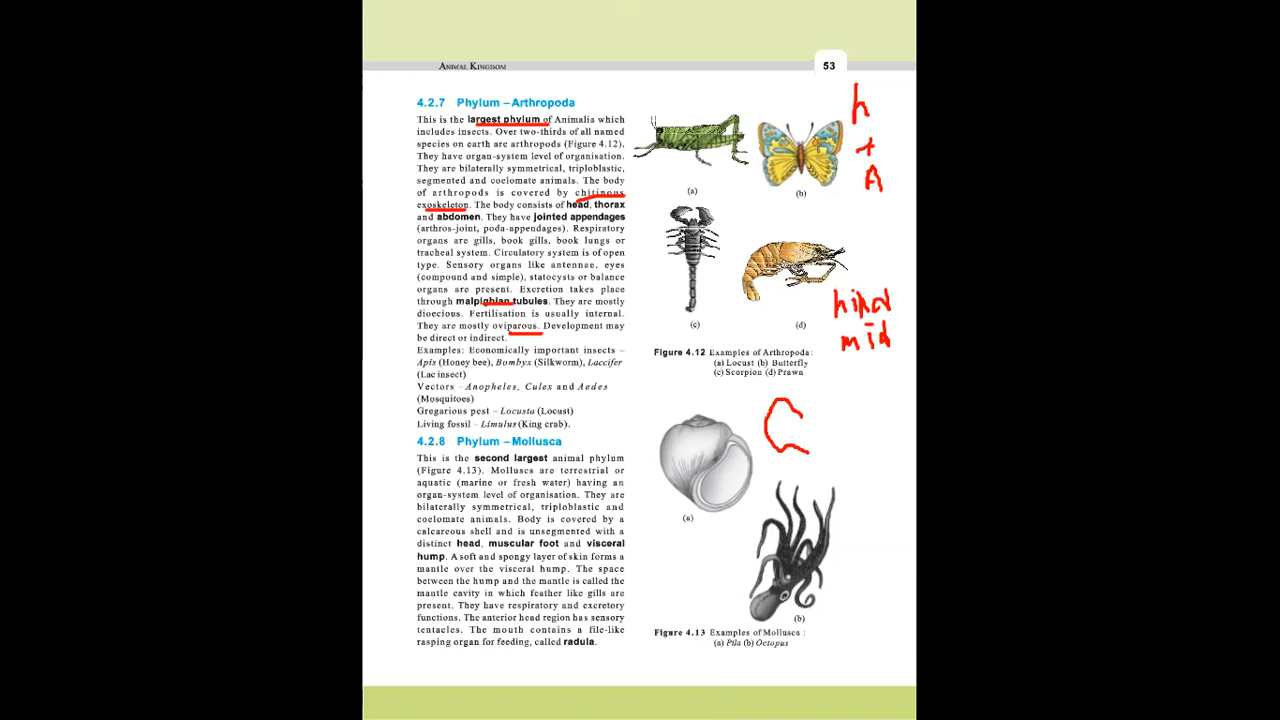 ANIMAL KINGDOM
53
4.2.7 Phylum – Arthropoda
This is the largest phylum of Animalia which
includes insects. Over two-thirds of all named
species on earth are arthropods (Figure 4.12).
They have organ-system level of organisation.
They are bilaterally symmetrical, triploblastic,
segmented and coelomate animals. The body
of arthropods is covered by chitinous
exoskeleton. The body consists of head, thorax
and abdomen. They have jointed appendages
(arthros-joint, poda-appendages). Respiratory
organs are gills, book gills, book lungs or
tracheal system. Circulatory system is of open
type. Sensory organs like antennae, eyes
(compound and simple), statocysts or balance
organs are present. Excretion takes place
through malpighian tubules. They are mostly
dioecious. Fertilisation is usually internal.
They are mostly oviparous. Development may
be direct or indirect.
Examples: Economically important insects –
Apis (Honey bee), Bombyx (Silkworm), Laccifer
(Lac insect)
Vectors – Anopheles, Culex and Aedes
(Mosquitoes)
Gregarious pest – Locusta (Locust)
Living fossil – Limulus (King crab).
4.2.8 Phylum – Mollusca
This is the second largest animal phylum
(Figure 4.13). Molluscs are terrestrial or
aquatic (marine or fresh water) having an
organ-system level of organisation. They are
bilaterally symmetrical, triploblastic and
coelomate animals. Body is covered by a
calcareous shell and is unsegmented with a
distinct head, muscular foot and visceral
hump. A soft and spongy layer of skin forms a
mantle over the visceral hump. The space
between the hump and the mantle is called the
mantle cavity in which feather like gills are
present. They have respiratory and excretory
functions. The anterior head region has sensory
tentacles. The mouth contains a file-like
rasping organ for feeding, called radula.
(a)
(b)
(c)
(d)
h
+
A
hind
mid
Figure 4.12 Examples of Arthropoda :
(a) Locust (b) Butterfly
(c) Scorpion (d) Prawn
C
(a)
(b)
Figure 4.13 Examples of Mollusca :
(a) Pila (b) Octopus